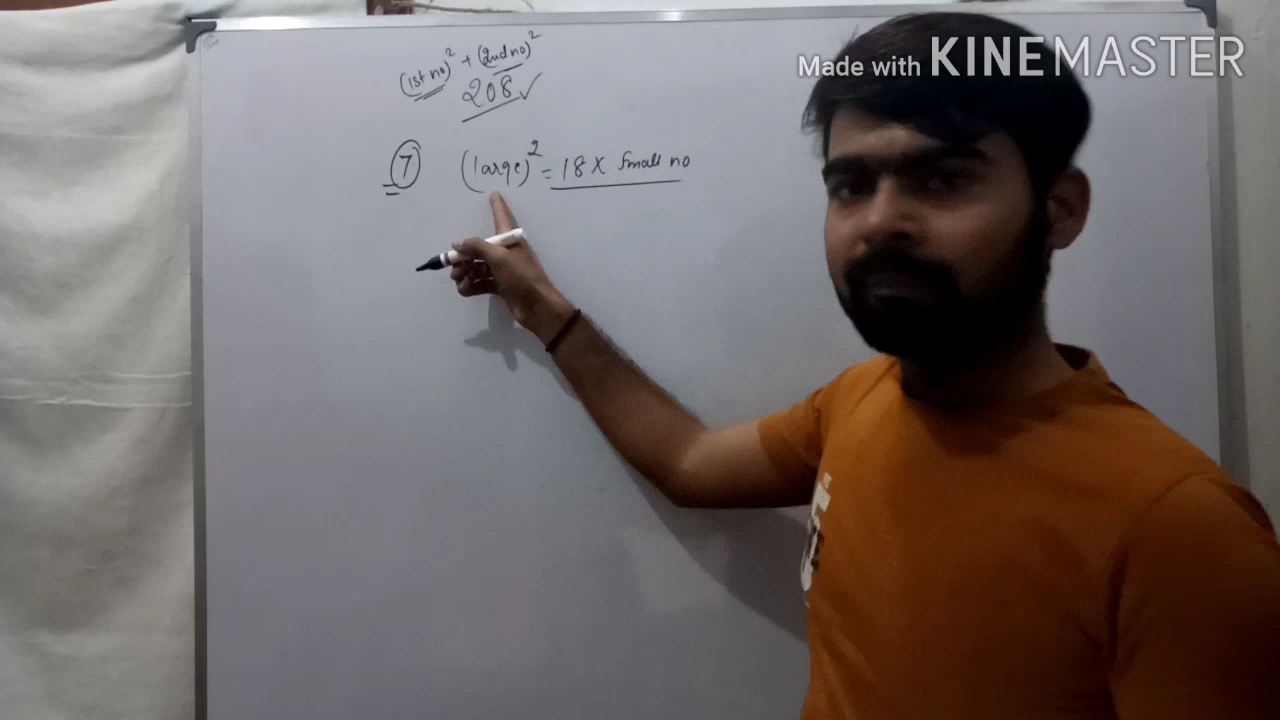 Made with KINEMASTER
(1st no)² + (2nd no)²
208 ✓
7 (large)² = 18 x small no